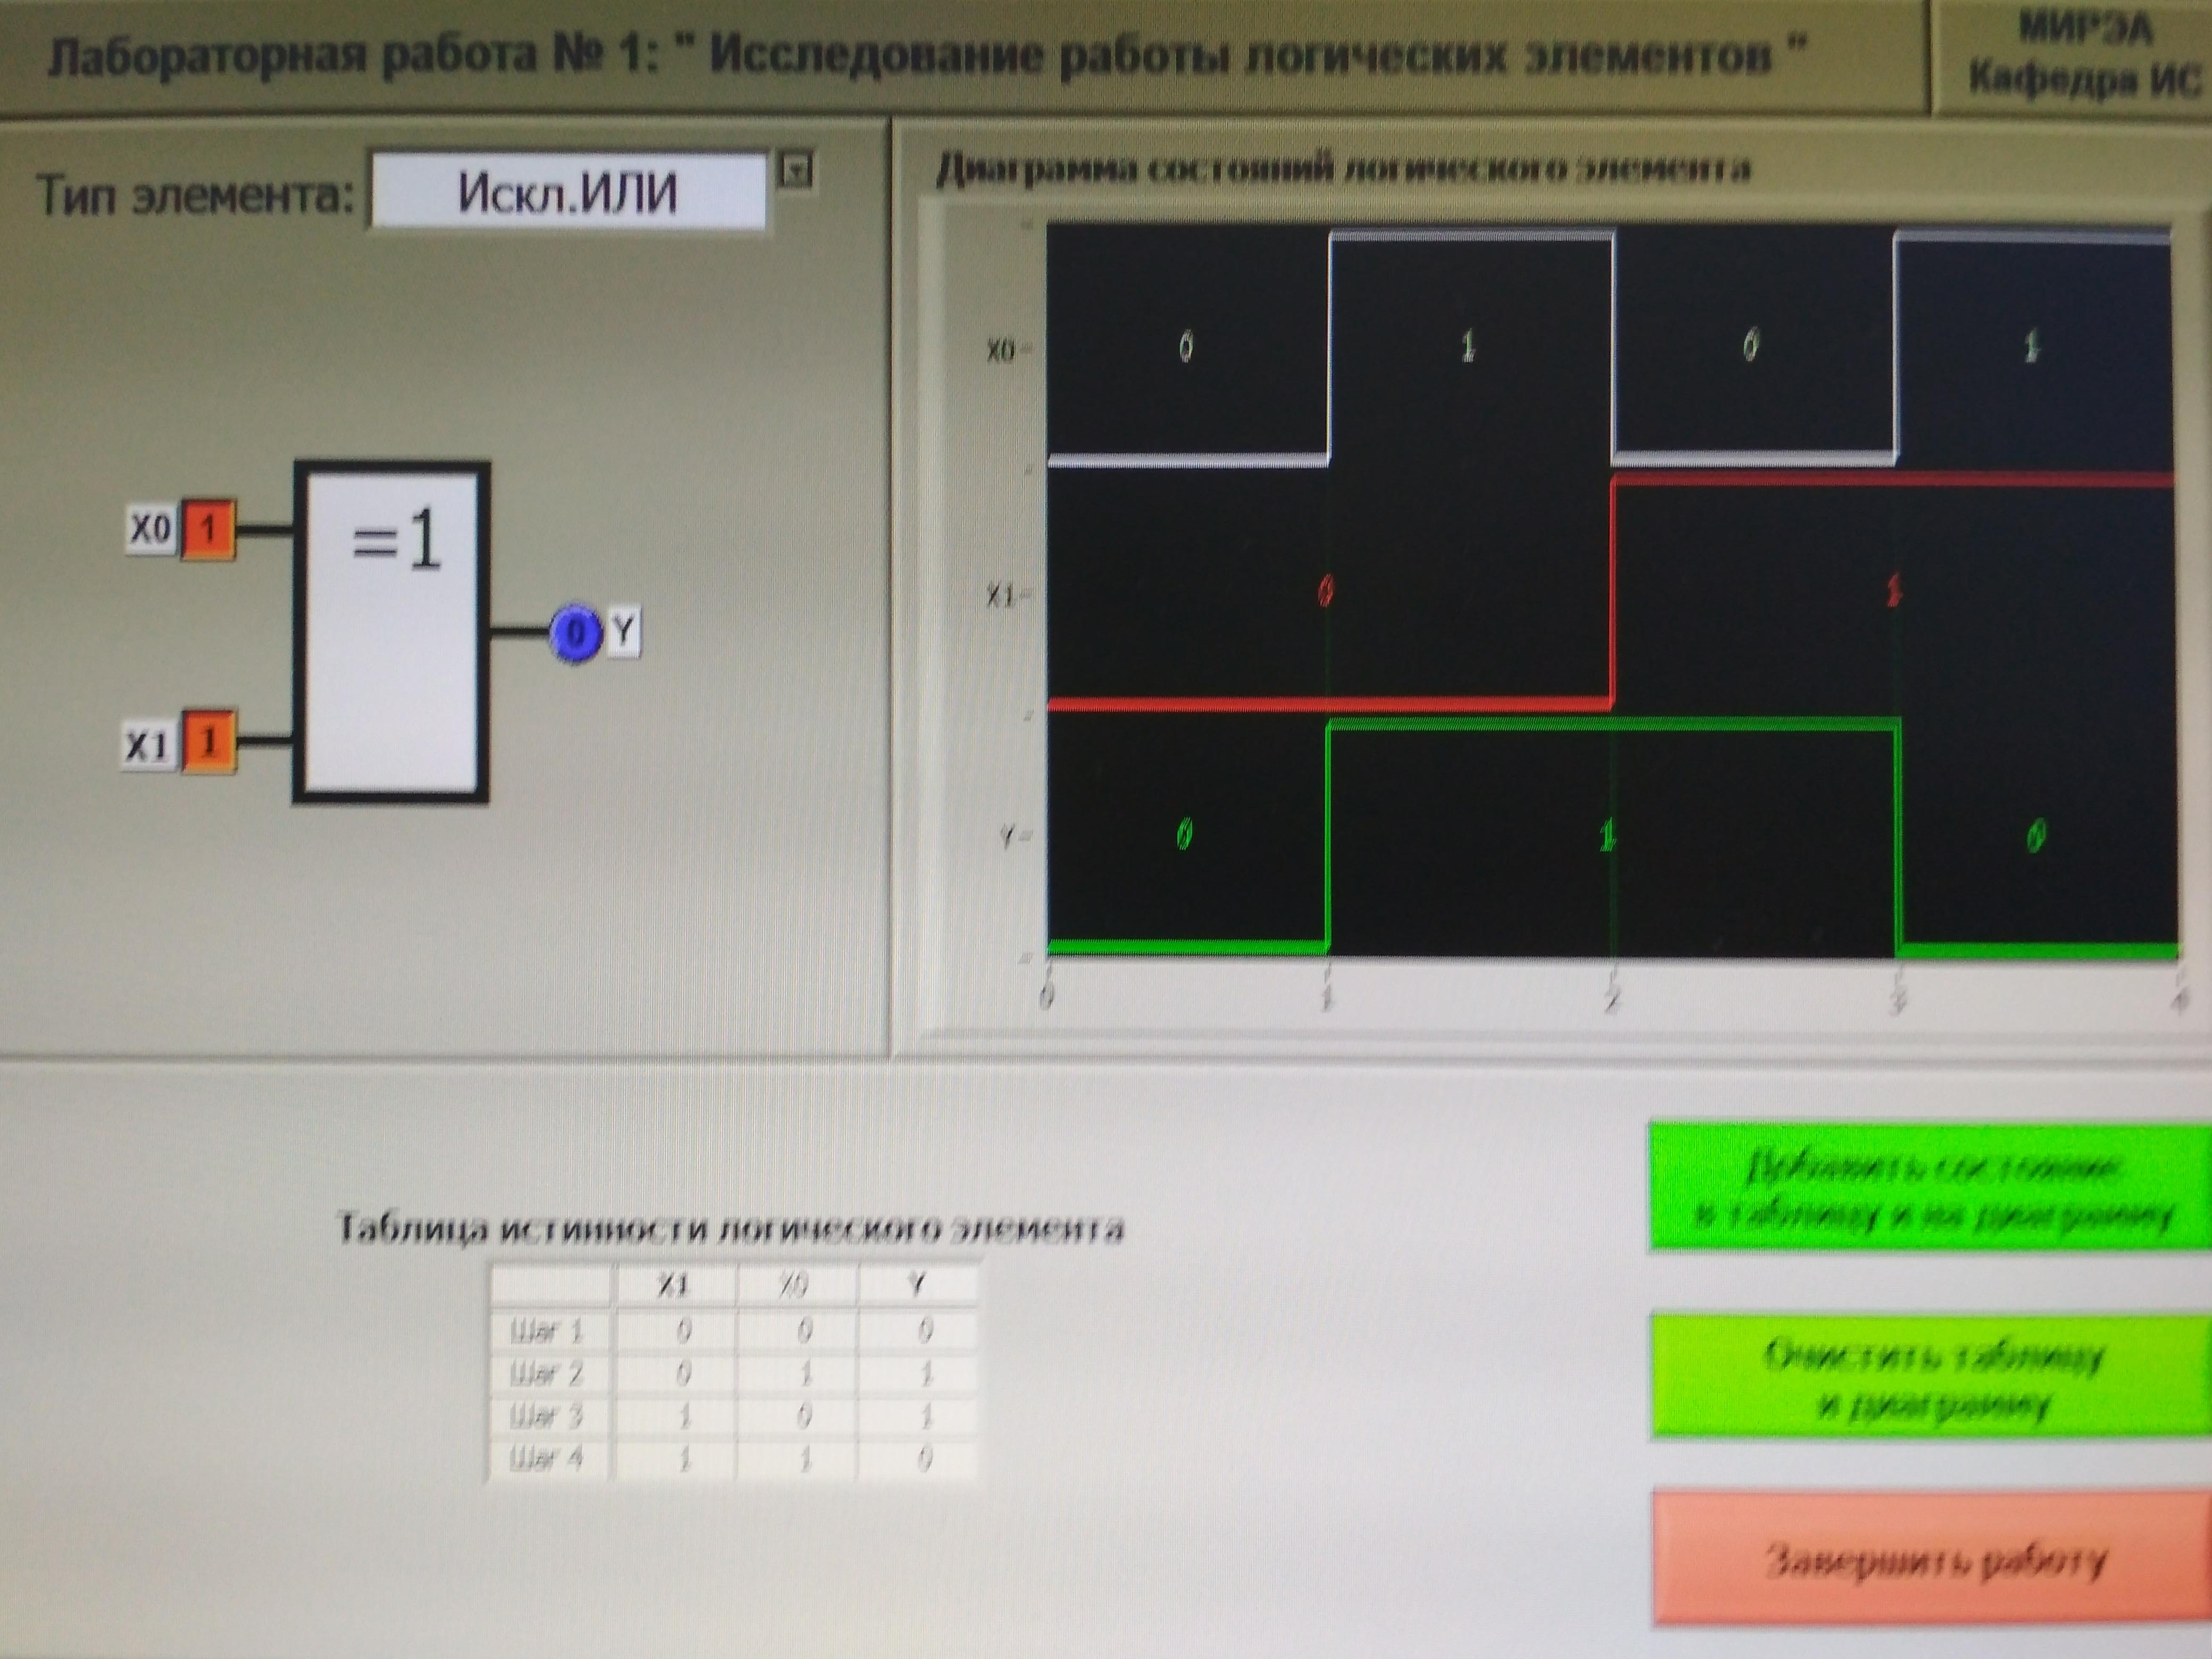 Лабораторная работа № 1: " Исследование работы логических элементов "
МИРЭА
Кафедра ИС
Тип элемента: Искл.ИЛИ
X0 1
=1
0 Y
X1 1
Диаграмма состояний логического элемента
X0 0 1 0 1
X1 0 1
Y 0 1 0
0 1 2 3 4
Таблица истинности логического элемента
X1 X0 Y
Шаг 1 0 0 0
Шаг 2 0 1 1
Шаг 3 1 0 1
Шаг 4 1 1 0
Добавить состояние
в таблицу и на диаграмму
Очистить таблицу
и диаграмму
Завершить работу